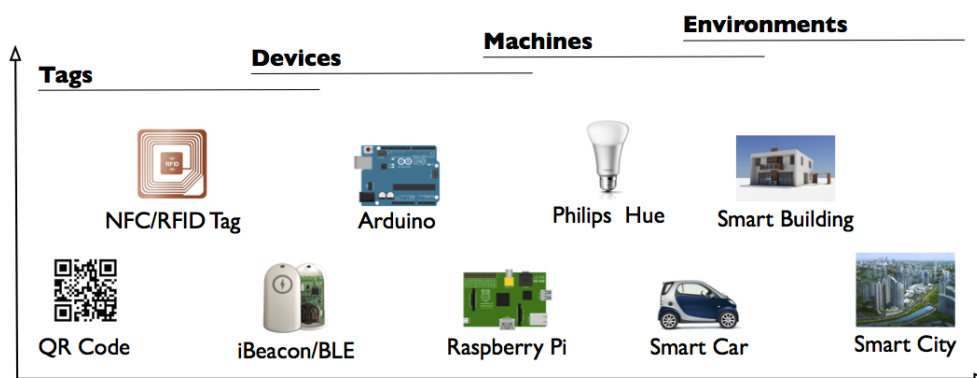 Environments
Machines
Devices
Tags
RFID
NFC/RFID Tag
Arduino
Philips Hue
Smart Building
QR Code
iBeacon/BLE
Raspberry Pi
Smart Car
Smart City